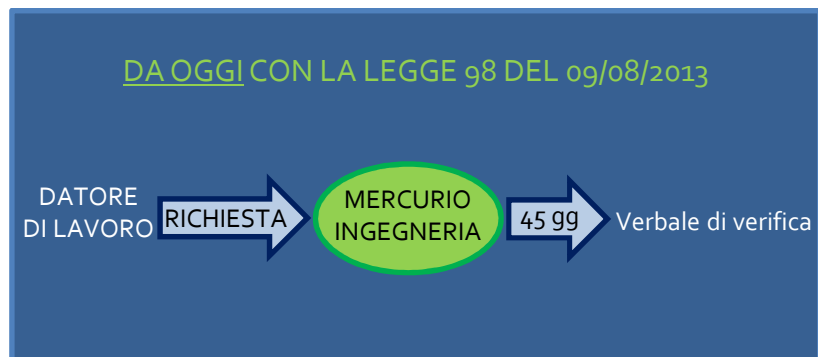 DA OGGI CON LA LEGGE 98 DEL 09/08/2013
DATORE
DI LAVORO
RICHIESTA
MERCURIO
INGEGNERIA
45 gg
Verbale di verifica